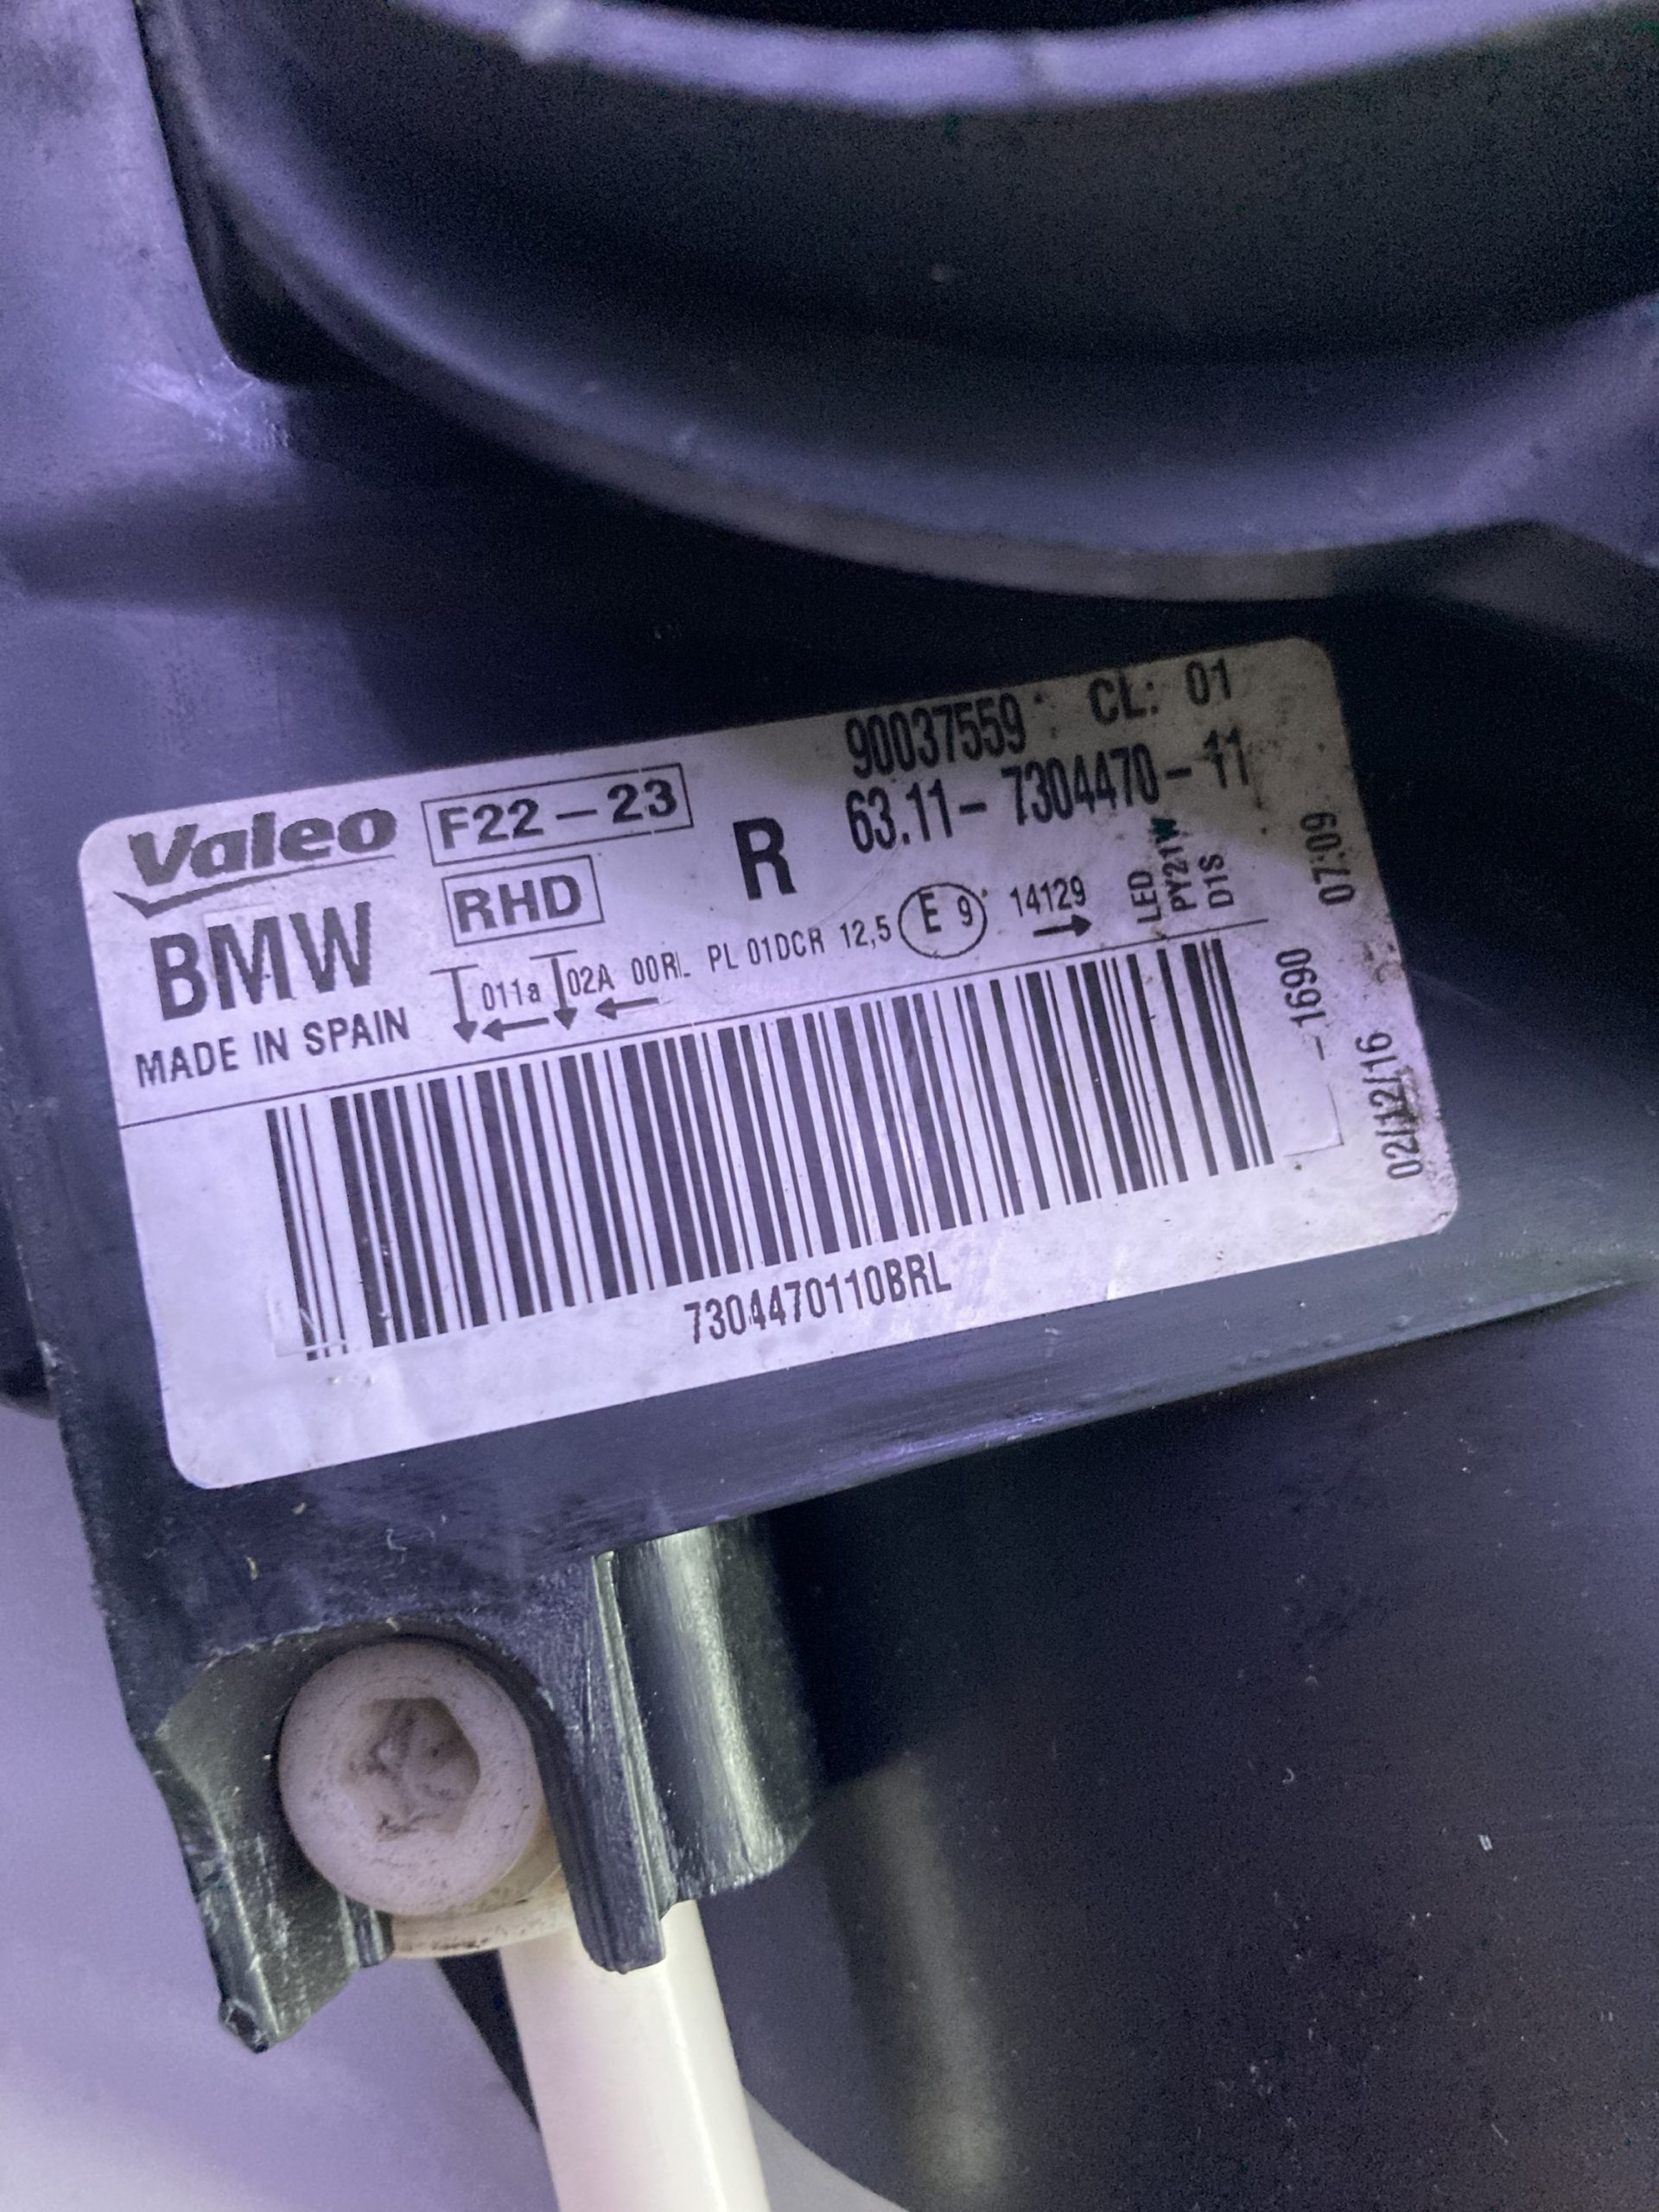 90037559 CL: 01
Valeo F22-23 R 63.11-7304470-11
BMW RHD
LED
PY21W
D1S
07:09
MADE IN SPAIN 011a 02A 00RL PL 01DCR 12,5 E 9 14129
1690
02/12/16
7304470110BRL